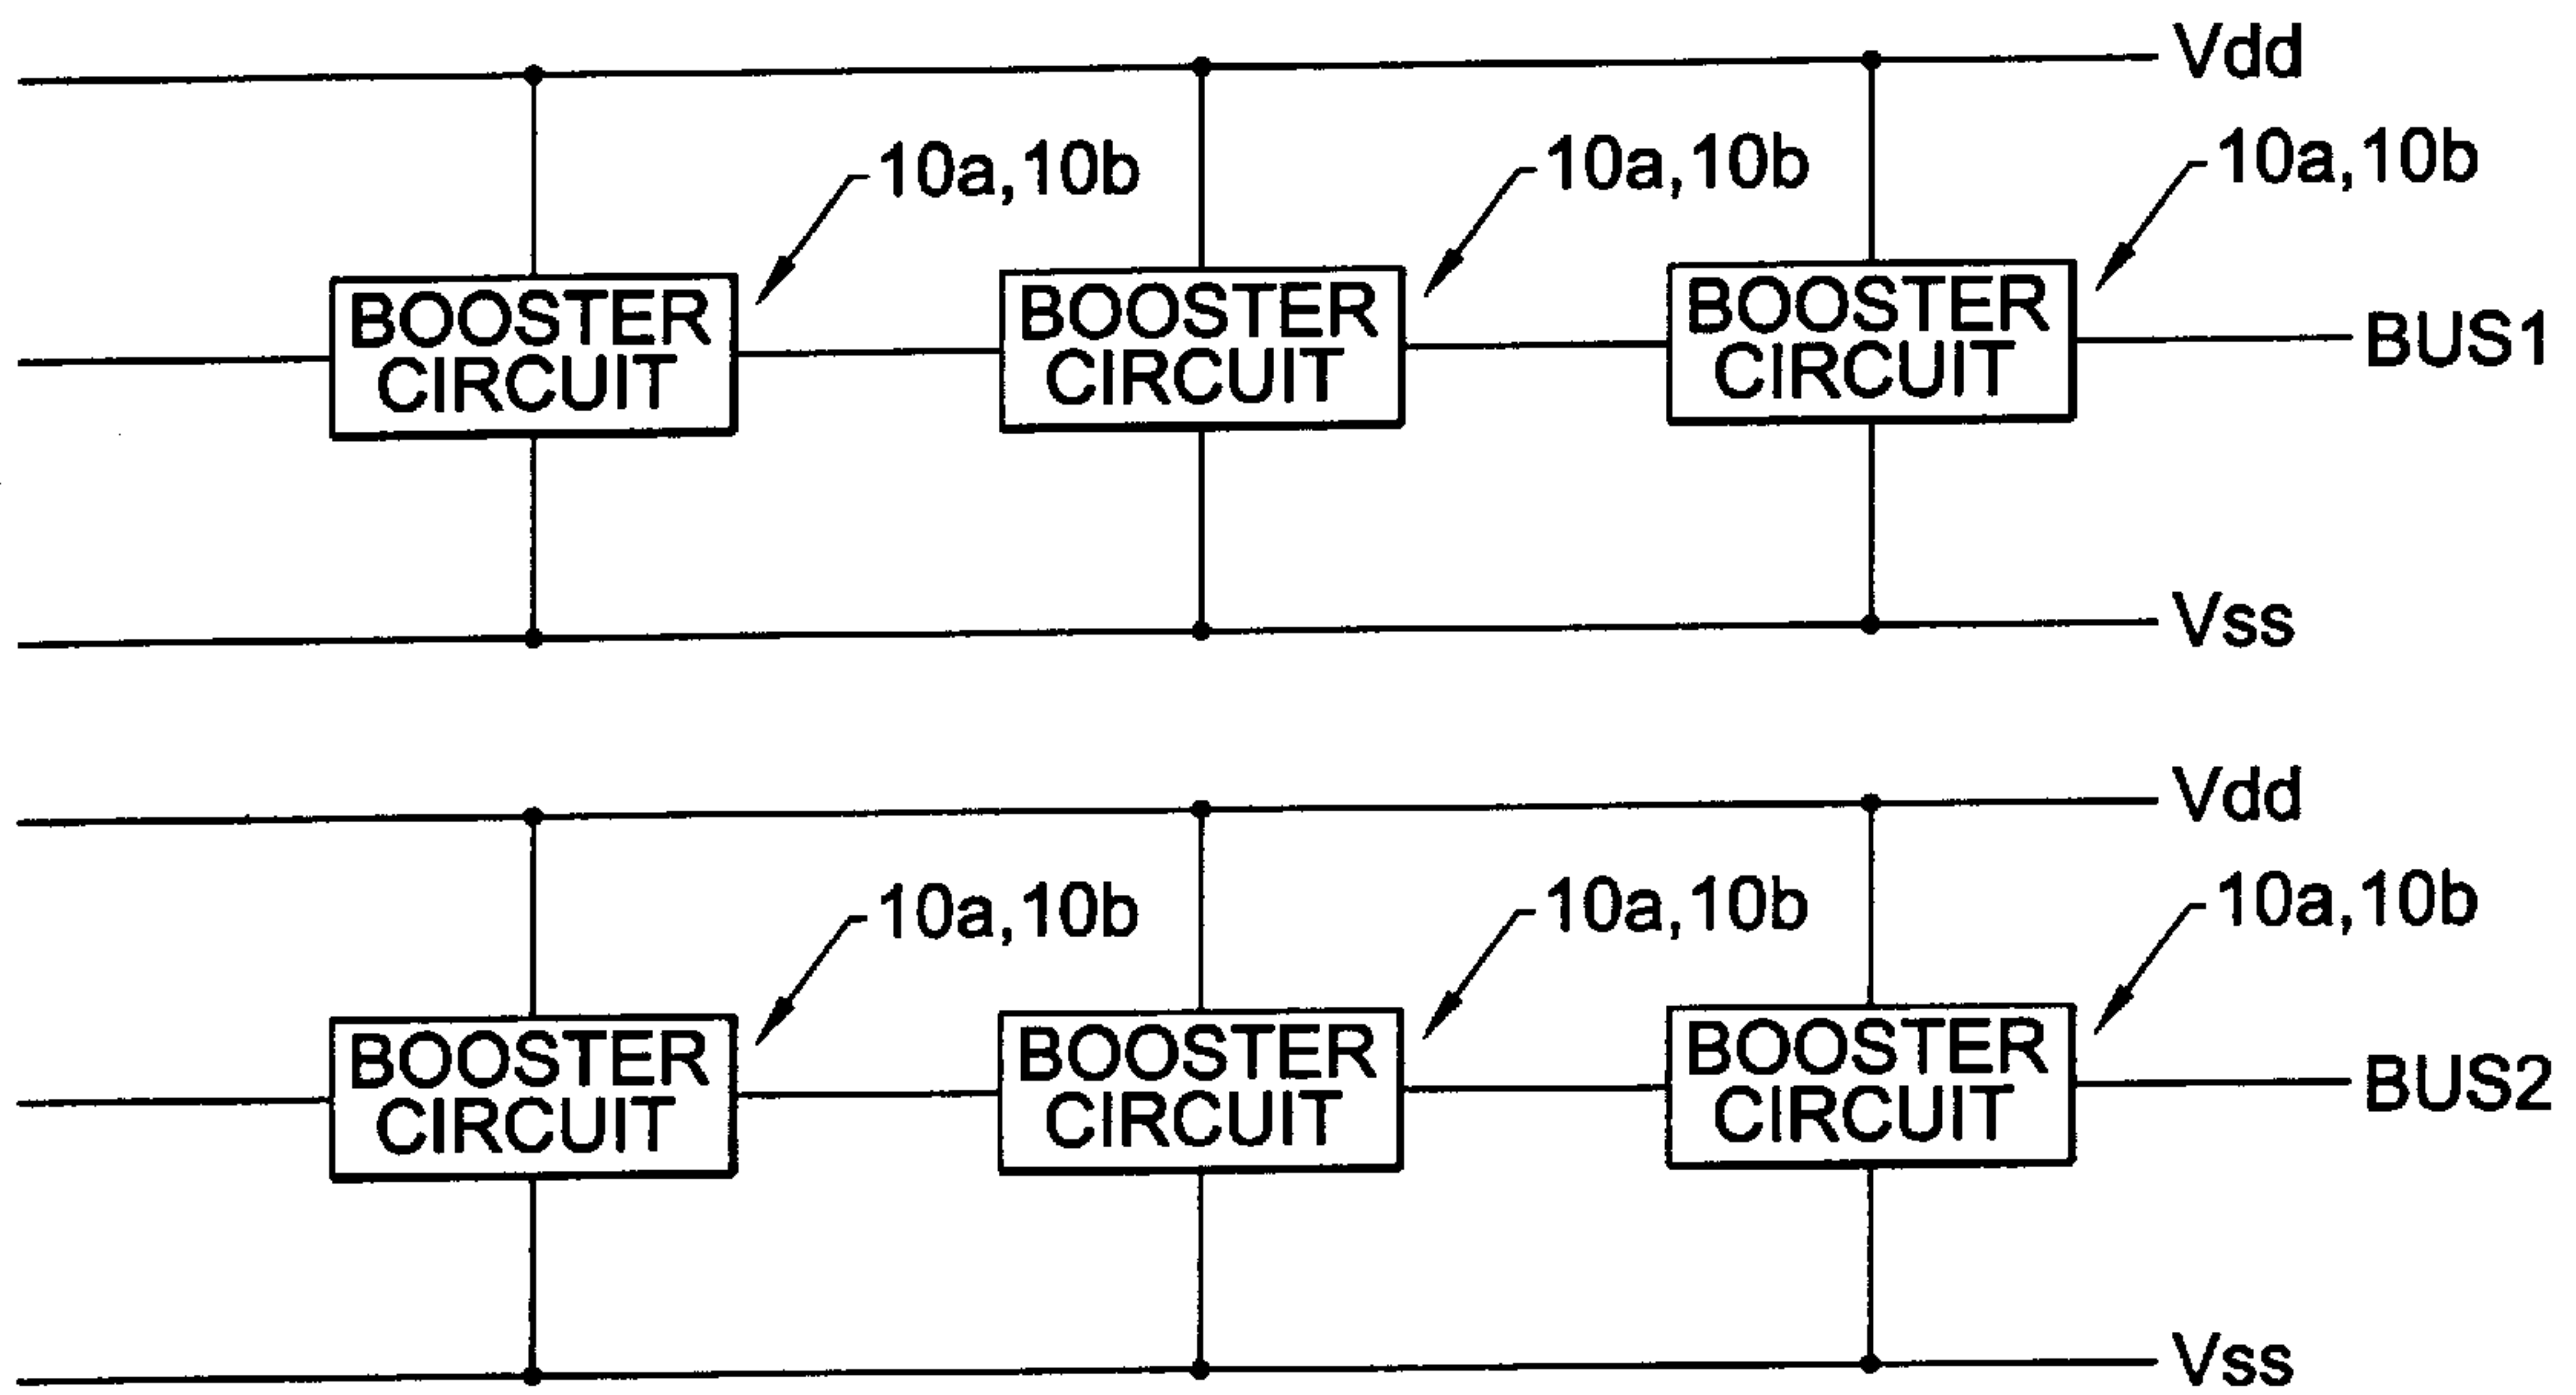 Vdd
10a,10b
10a,10b
10a,10b
BOOSTER
CIRCUIT
BOOSTER
CIRCUIT
BOOSTER
CIRCUIT
BUS1
Vss
Vdd
10a,10b
10a,10b
10a,10b
BOOSTER
CIRCUIT
BOOSTER
CIRCUIT
BOOSTER
CIRCUIT
BUS2
Vss